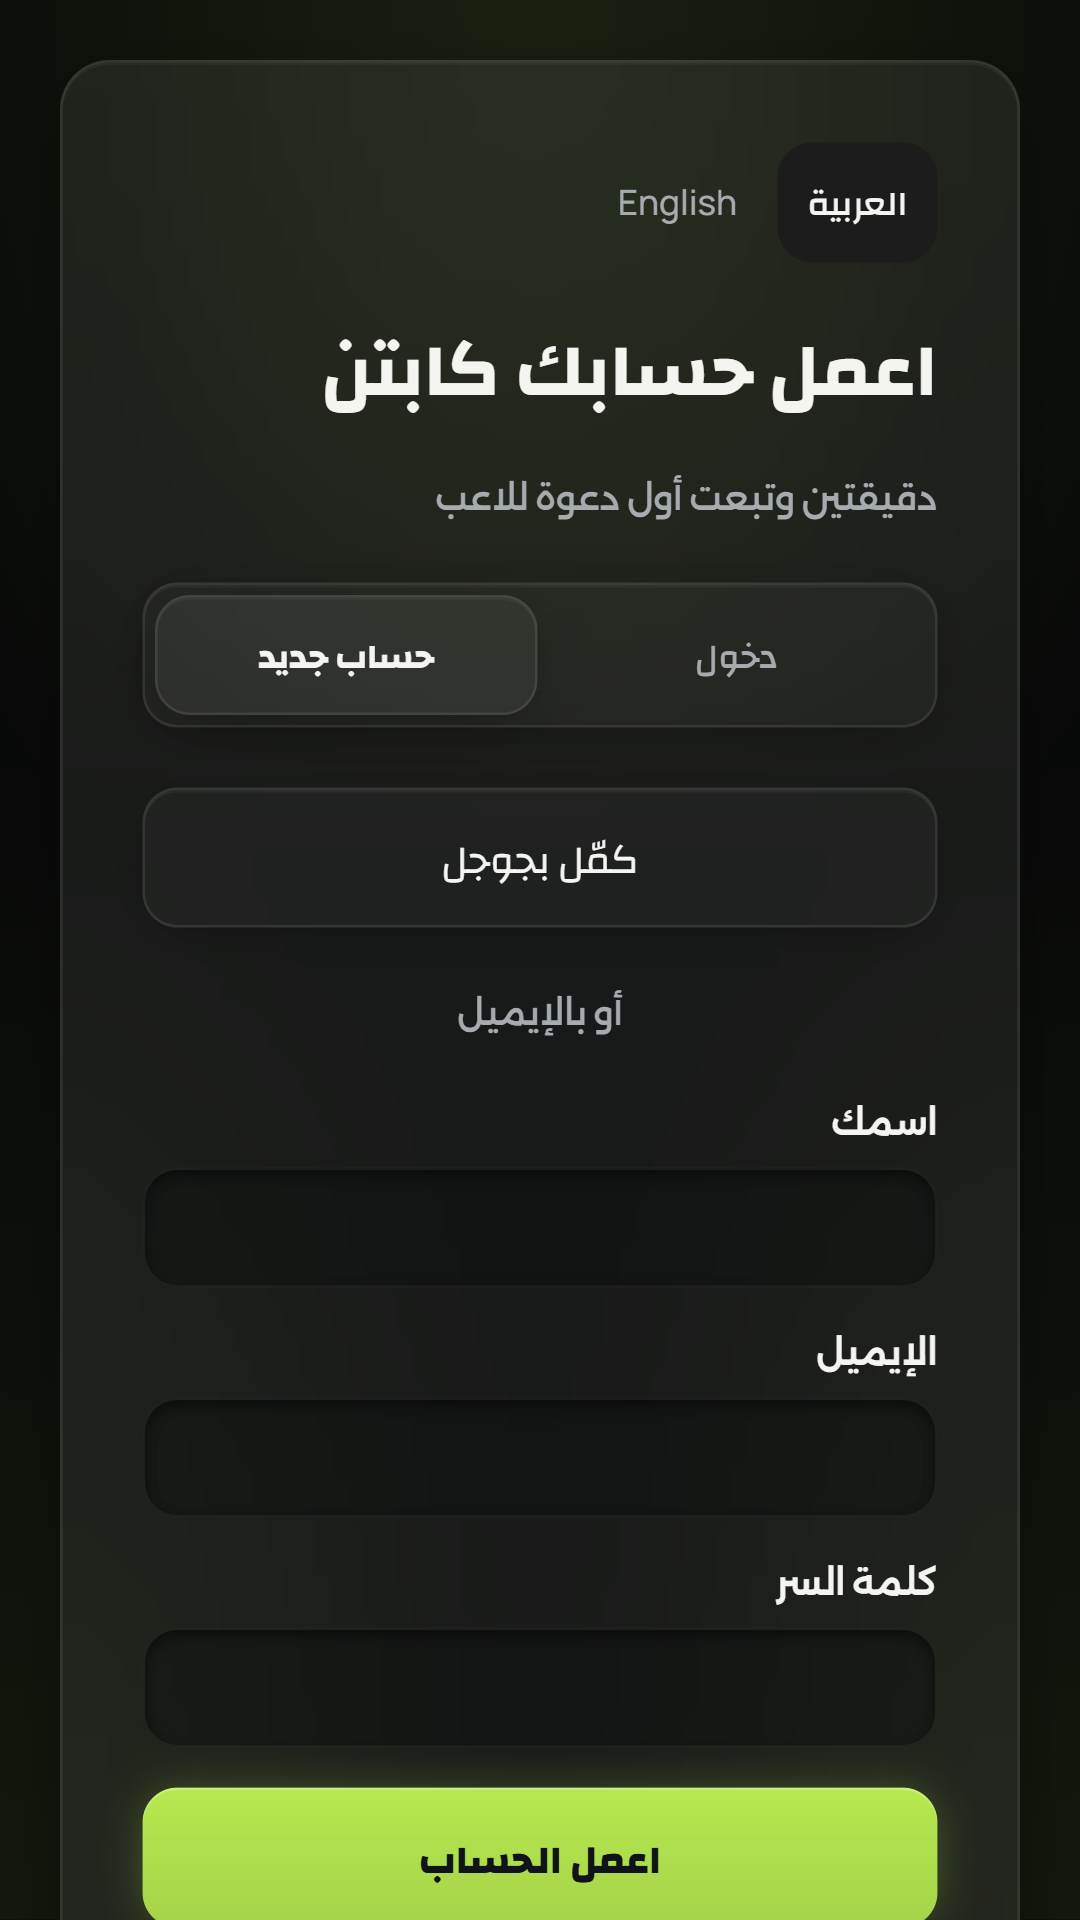 العربية English
اعمل حسابك كابتن
دقيقتين وتبعت أول دعوة للاعب
دخول حساب جديد
كمّل بجوجل
أو بالإيميل
اسمك
الإيميل
كلمة السر
اعمل الحساب